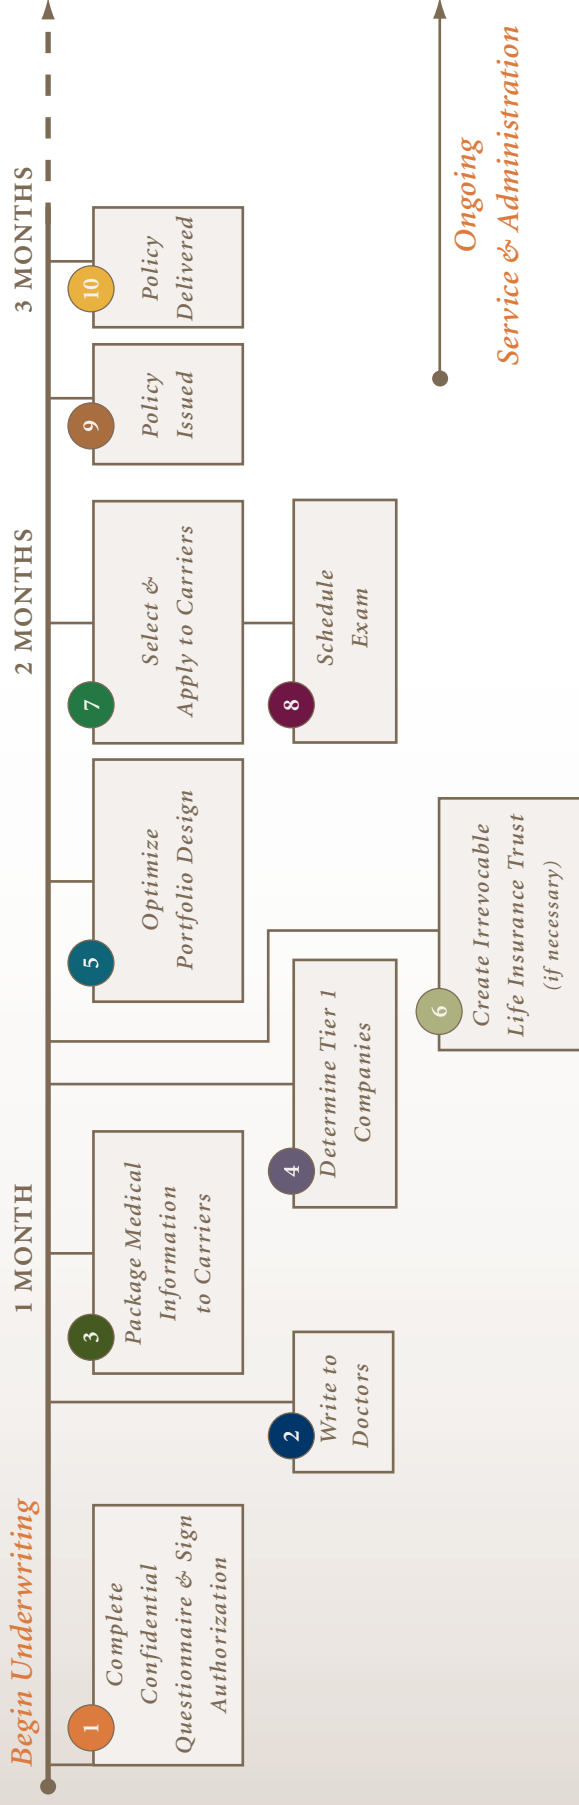 Begin Underwriting
1 MONTH
2 MONTHS
3 MONTHS
1
Complete
Confidential
Questionnaire & Sign
Authorization
2
Write to
Doctors
3
Package Medical
Information
to Carriers
4
Determine Tier 1
Companies
5
Optimize
Portfolio Design
6
Create Irrevocable
Life Insurance Trust
(if necessary)
7
Select &
Apply to Carriers
8
Schedule
Exam
9
Policy
Issued
10
Policy
Delivered
Ongoing
Service & Administration